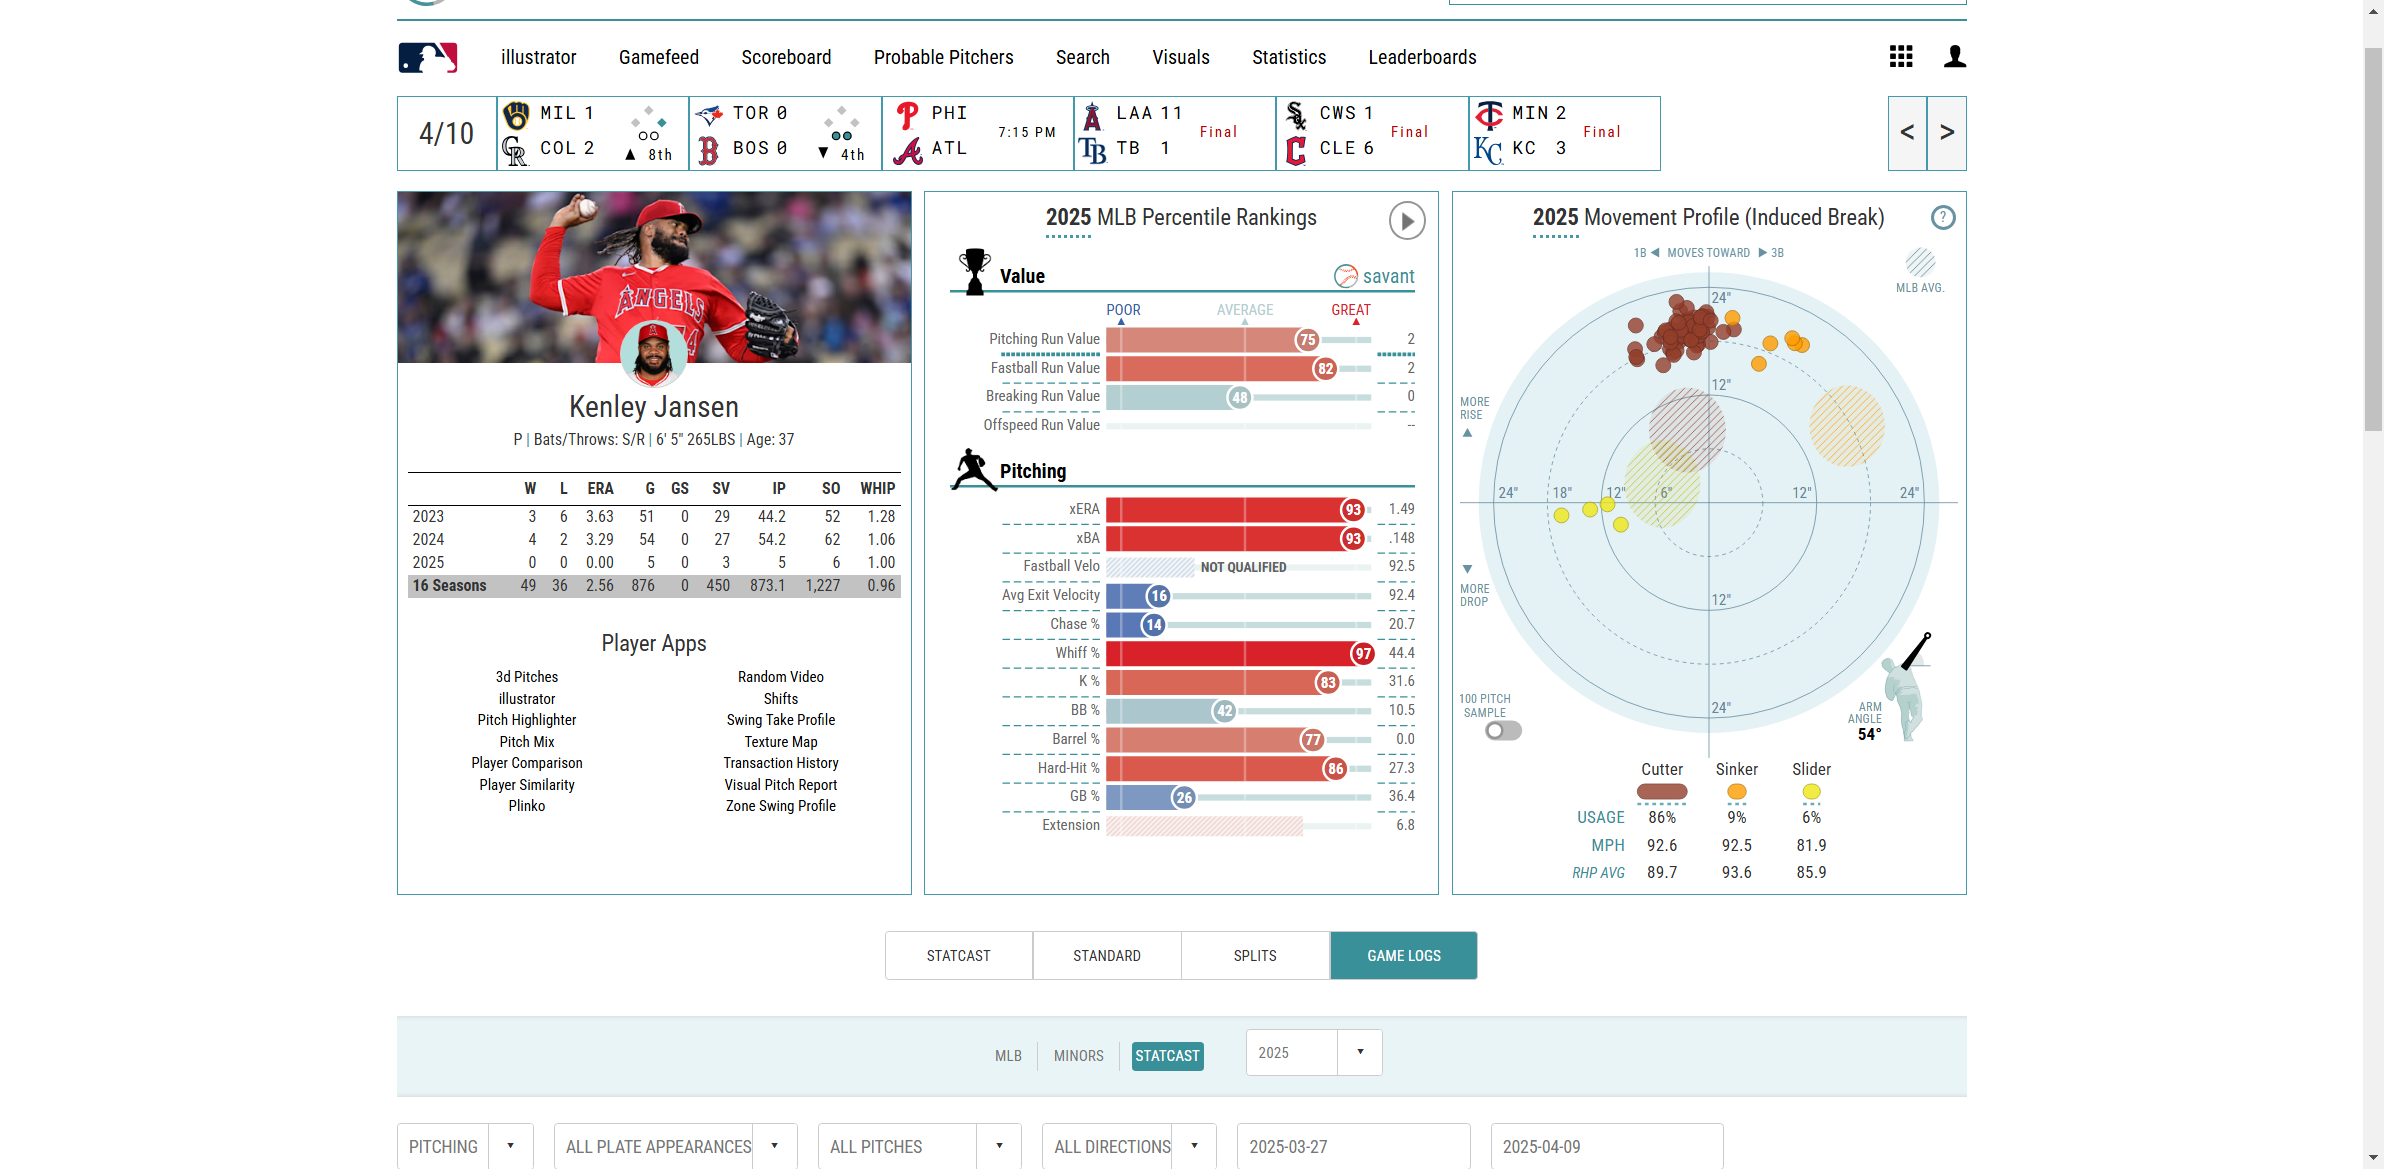 illustrator Gamefeed Scoreboard Probable Pitchers Search Visuals Statistics Leaderboards
4/10
MIL 1
COL 2
8th
TOR 0
BOS 0
4th
PHI
ATL
7:15 PM
LAA 11
TB 1
Final
CWS 1
CLE 6
Final
MIN 2
KC 3
Final
< >
ANGELS
74
Kenley Jansen
P | Bats/Throws: S/R | 6' 5" 265LBS | Age: 37
W L ERA G GS SV IP SO WHIP
2023 3 6 3.63 51 0 29 44.2 52 1.28
2024 4 2 3.29 54 0 27 54.2 62 1.06
2025 0 0 0.00 5 0 3 5 6 1.00
16 Seasons 49 36 2.56 876 0 450 873.1 1,227 0.96
Player Apps
3d Pitches Random Video
illustrator Shifts
Pitch Highlighter Swing Take Profile
Pitch Mix Texture Map
Player Comparison Transaction History
Player Similarity Visual Pitch Report
Plinko Zone Swing Profile
2025 MLB Percentile Rankings
Value
savant
POOR AVERAGE GREAT
Pitching Run Value 75 2
Fastball Run Value 82 2
Breaking Run Value 48 0
Offspeed Run Value --
Pitching
xERA 93 1.49
xBA 93 .148
Fastball Velo NOT QUALIFIED 92.5
Avg Exit Velocity 16 92.4
Chase % 14 20.7
Whiff % 97 44.4
K % 83 31.6
BB % 42 10.5
Barrel % 77 0.0
Hard-Hit % 86 27.3
GB % 26 36.4
Extension 6.8
2025 Movement Profile (Induced Break)
?
1B ◀ MOVES TOWARD ▶ 3B
MLB AVG.
24"
12"
MORE
RISE
24" 18" 12" 6" 12" 24"
MORE
DROP
12"
24"
100 PITCH
SAMPLE
ARM
ANGLE
54°
Cutter Sinker Slider
USAGE 86% 9% 6%
MPH 92.6 92.5 81.9
RHP AVG 89.7 93.6 85.9
STATCAST STANDARD SPLITS GAME LOGS
MLB MINORS STATCAST 2025
PITCHING ALL PLATE APPEARANCES ALL PITCHES ALL DIRECTIONS 2025-03-27 2025-04-09